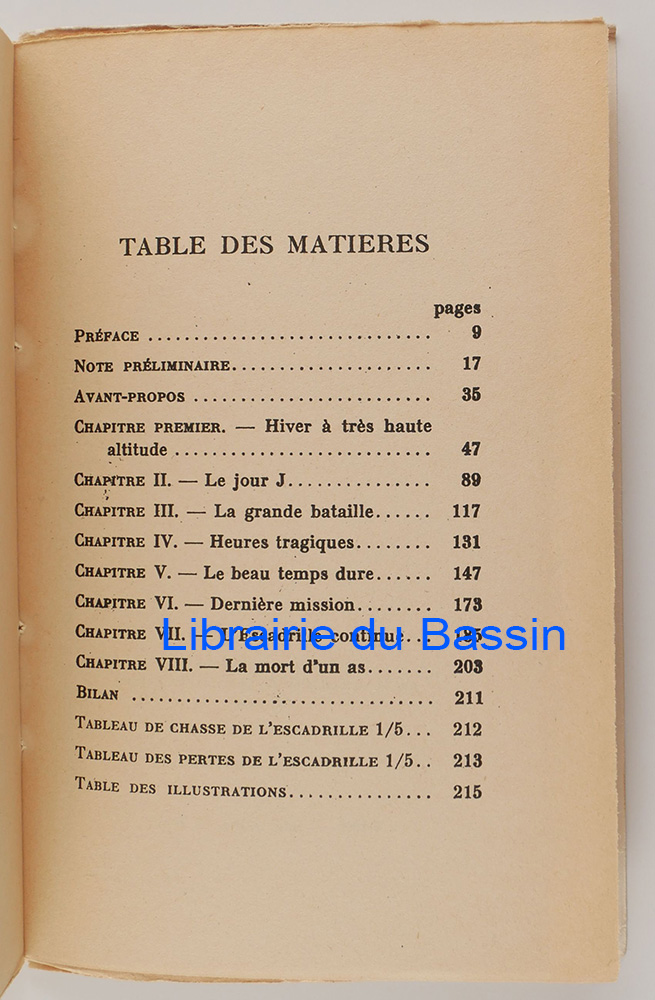 TABLE DES MATIERES
pages
PRÉFACE .............................. 9
NOTE PRÉLIMINAIRE..................... 17
AVANT-PROPOS ......................... 35
CHAPITRE PREMIER. — Hiver à très haute
altitude ........................... 47
CHAPITRE II. — Le jour J............... 89
CHAPITRE III. — La grande bataille...... 117
CHAPITRE IV. — Heures tragiques........ 131
CHAPITRE V. — Le beau temps dure...... 147
CHAPITRE VI. — Dernière mission........ 173
CHAPITRE VII. — L'Escadrille continue... 185
Librairie du Bassin
CHAPITRE VIII. — La mort d'un as....... 203
BILAN ................................ 211
TABLEAU DE CHASSE DE L'ESCADRILLE 1/5... 212
TABLEAU DES PERTES DE L'ESCADRILLE 1/5.. 213
TABLE DES ILLUSTRATIONS............... 215